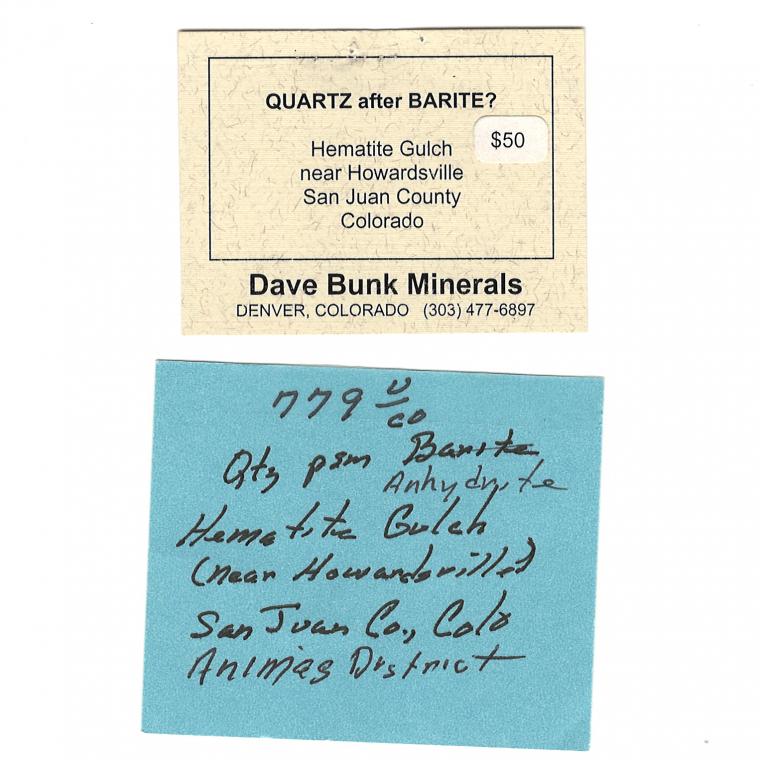 QUARTZ after BARITE?
$50
Hematite Gulch
near Howardsville
San Juan County
Colorado
Dave Bunk Minerals
DENVER, COLORADO (303) 477-6897
779 U/CO
Qtz psm Barite
Anhydrite
Hematite Gulch
(near Howardsville)
San Juan Co., Colo
Animas District